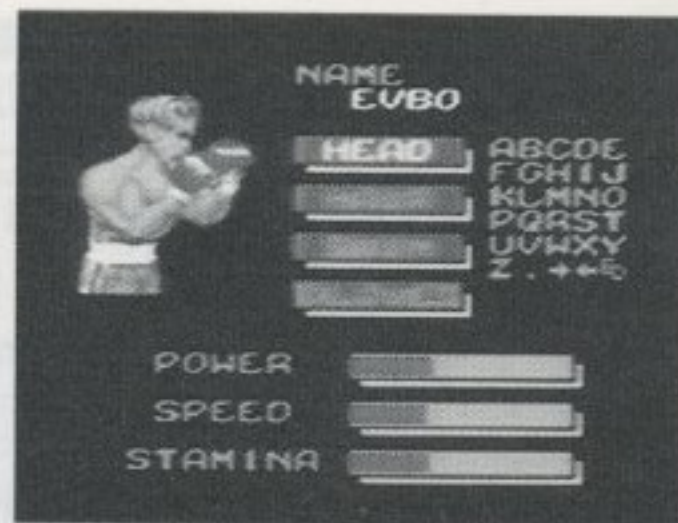 NAME
EVBO
HEAD
ABCDE
FGHIJ
KLMNO
PQRST
UVWXY
Z.→←
POWER
SPEED
STAMINA